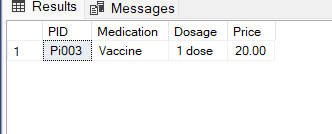 Results Messages
PID Medication Dosage Price
1 Pi003 Vaccine 1 dose 20.00